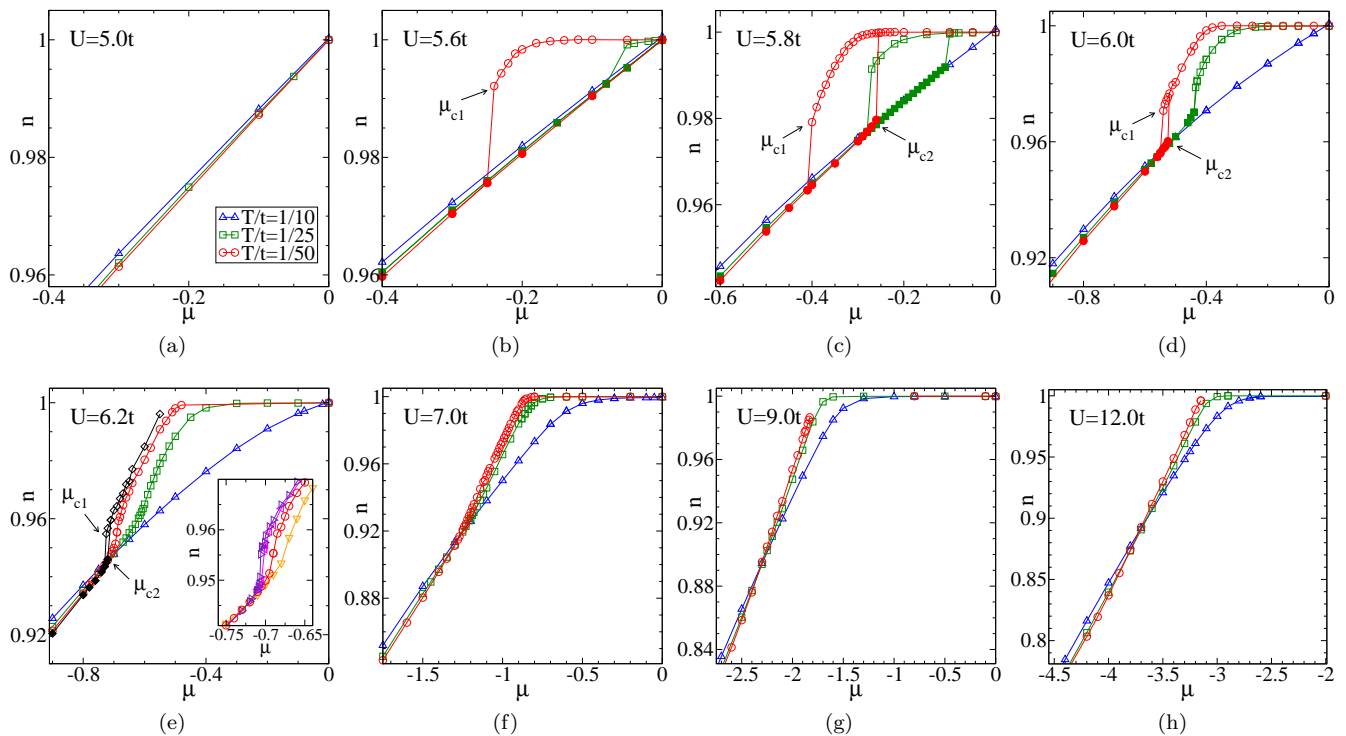 U=5.0t
n
1
0.98
0.96
T/t=1/10
T/t=1/25
T/t=1/50
-0.4
-0.2
0
μ
(a)
U=5.6t
n
1
0.98
0.96
μc1
-0.4
-0.2
0
μ
(b)
U=5.8t
n
1
0.98
0.96
μc1
μc2
-0.6
-0.4
-0.2
0
μ
(c)
U=6.0t
n
1
0.96
0.92
μc1
μc2
-0.8
-0.4
0
μ
(d)
U=6.2t
n
1
0.96
0.92
μc1
μc2
n
0.96
0.95
-0.75
-0.7
-0.65
μ
-0.8
-0.4
0
μ
(e)
U=7.0t
n
1
0.96
0.92
0.88
-1.5
-1
-0.5
0
μ
(f)
U=9.0t
n
1
0.96
0.92
0.88
0.84
-2.5
-2
-1.5
-1
-0.5
0
μ
(g)
U=12.0t
n
1
0.95
0.9
0.85
0.8
-4.5
-4
-3.5
-3
-2.5
-2
μ
(h)